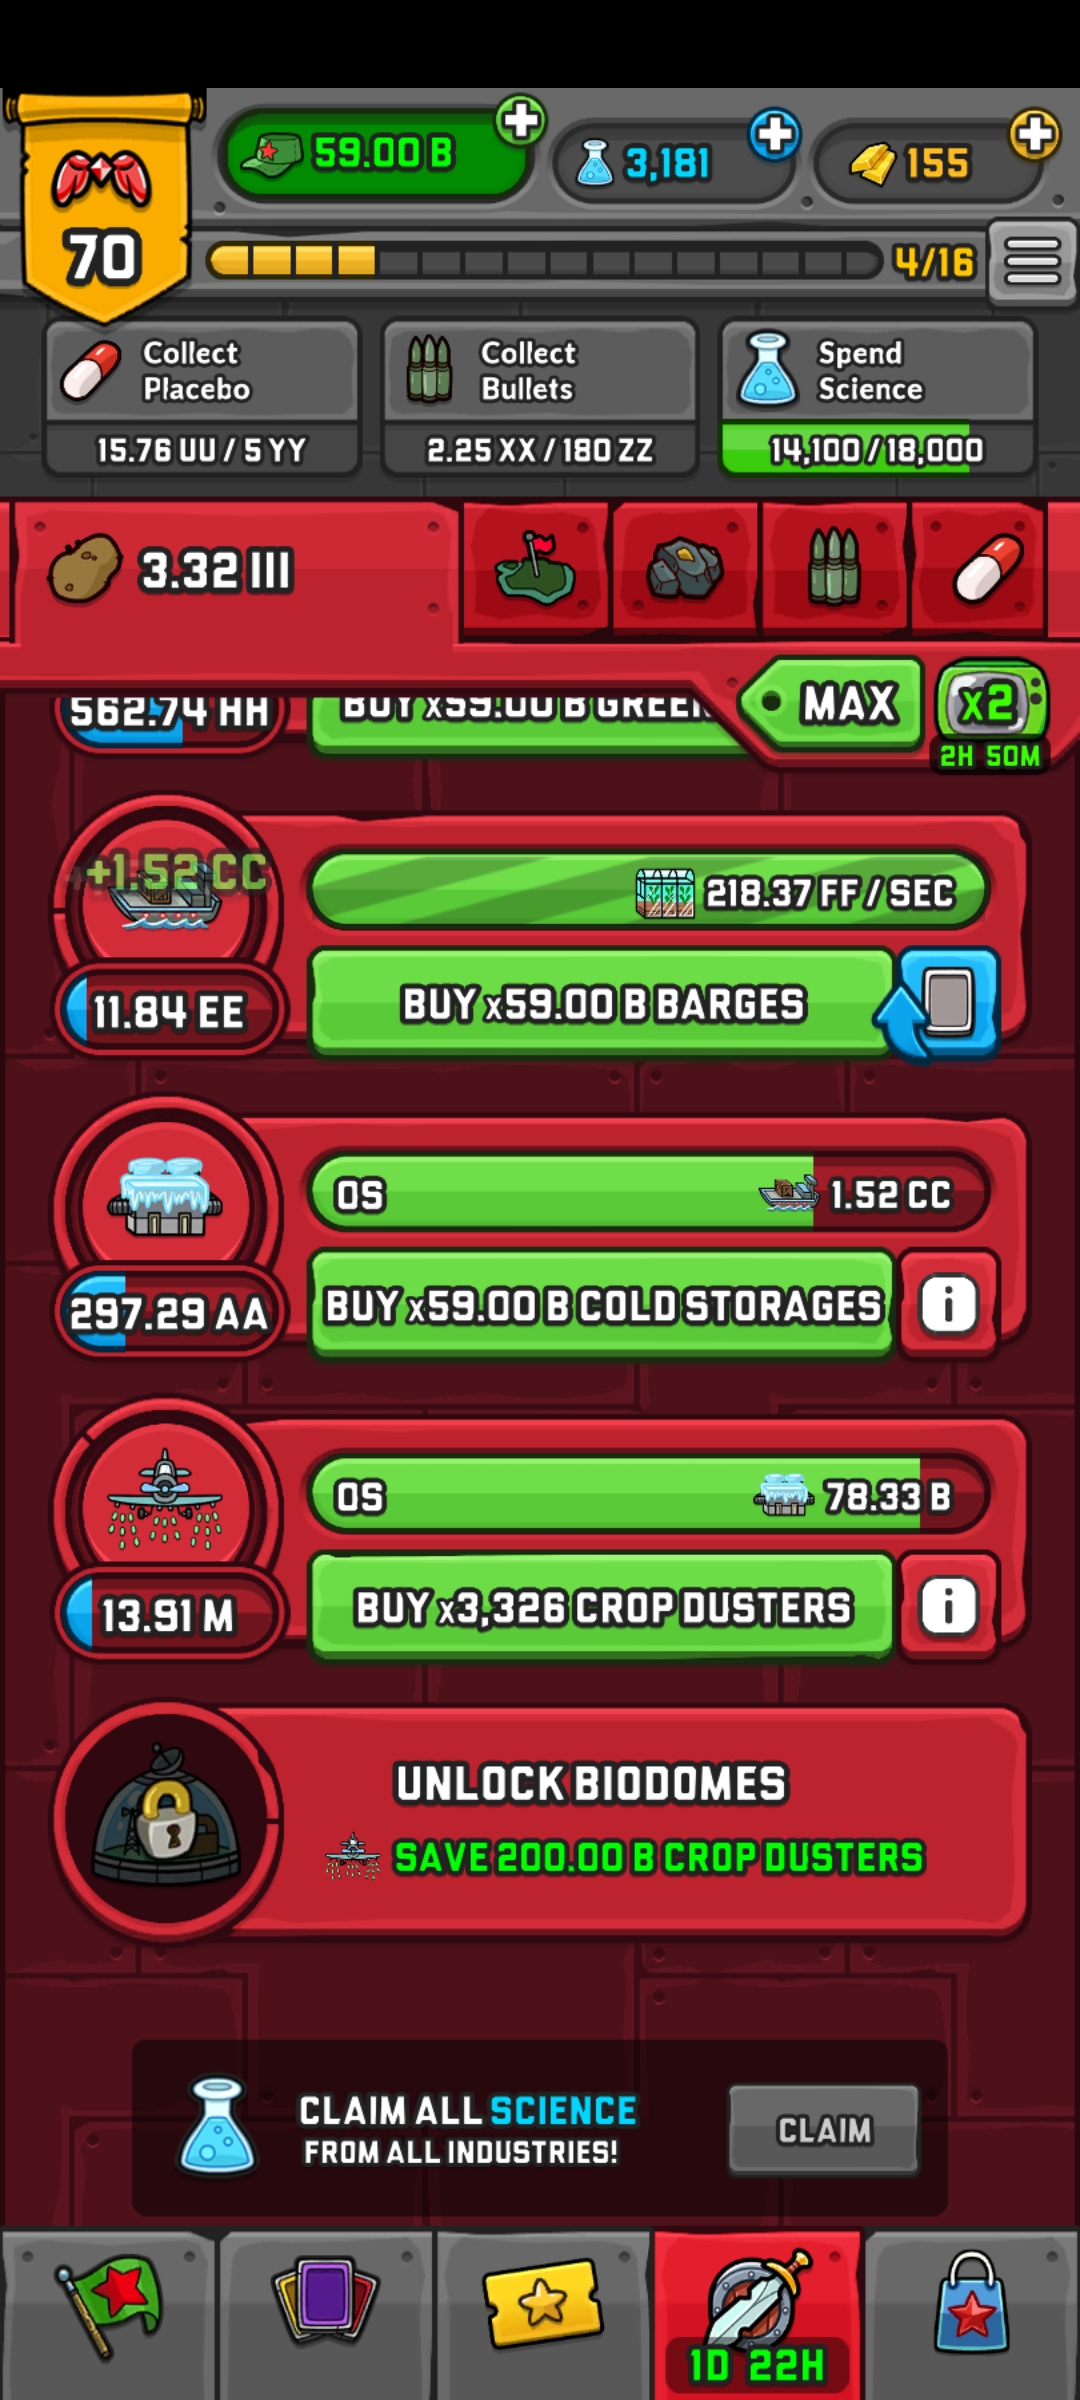 59.00 B
3,181
155
70
4/16
Collect
Placebo
Collect
Bullets
Spend
Science
15.76 UU / 5 YY
2.25 XX / 180 ZZ
14,100 / 18,000
3.32 III
MAX
x2
2H 50M
562.74 HH
BUY x59.00 B GREEN
+1.52 CC
218.37 FF / SEC
11.84 EE
BUY x59.00 B BARGES
0S
1.52 CC
297.29 AA
BUY x59.00 B COLD STORAGES
i
0S
78.33 B
13.91 M
BUY x3,326 CROP DUSTERS
i
UNLOCK BIODOMES
SAVE 200.00 B CROP DUSTERS
CLAIM ALL SCIENCE
FROM ALL INDUSTRIES!
CLAIM
1D 22H